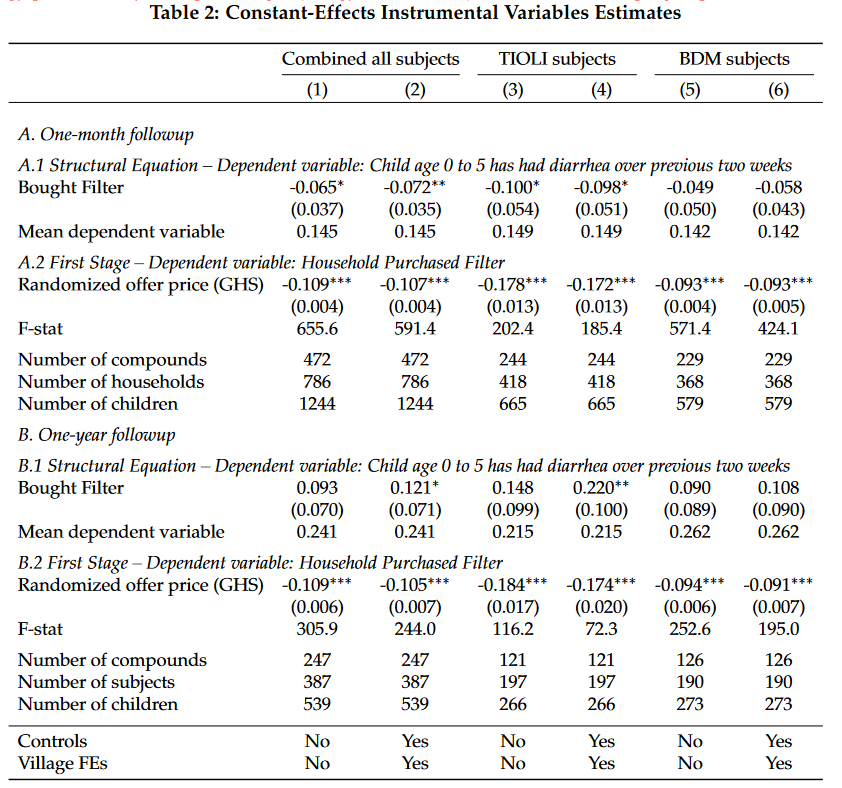 Table 2: Constant-Effects Instrumental Variables Estimates
Combined all subjects TIOLI subjects BDM subjects
(1) (2) (3) (4) (5) (6)
A. One-month followup
A.1 Structural Equation – Dependent variable: Child age 0 to 5 has had diarrhea over previous two weeks
Bought Filter -0.065* -0.072** -0.100* -0.098* -0.049 -0.058
(0.037) (0.035) (0.054) (0.051) (0.050) (0.043)
Mean dependent variable 0.145 0.145 0.149 0.149 0.142 0.142
A.2 First Stage – Dependent variable: Household Purchased Filter
Randomized offer price (GHS) -0.109*** -0.107*** -0.178*** -0.172*** -0.093*** -0.093***
(0.004) (0.004) (0.013) (0.013) (0.004) (0.005)
F-stat 655.6 591.4 202.4 185.4 571.4 424.1
Number of compounds 472 472 244 244 229 229
Number of households 786 786 418 418 368 368
Number of children 1244 1244 665 665 579 579
B. One-year followup
B.1 Structural Equation – Dependent variable: Child age 0 to 5 has had diarrhea over previous two weeks
Bought Filter 0.093 0.121* 0.148 0.220** 0.090 0.108
(0.070) (0.071) (0.099) (0.100) (0.089) (0.090)
Mean dependent variable 0.241 0.241 0.215 0.215 0.262 0.262
B.2 First Stage – Dependent variable: Household Purchased Filter
Randomized offer price (GHS) -0.109*** -0.105*** -0.184*** -0.174*** -0.094*** -0.091***
(0.006) (0.007) (0.017) (0.020) (0.006) (0.007)
F-stat 305.9 244.0 116.2 72.3 252.6 195.0
Number of compounds 247 247 121 121 126 126
Number of subjects 387 387 197 197 190 190
Number of children 539 539 266 266 273 273
Controls No Yes No Yes No Yes
Village FEs No Yes No Yes No Yes